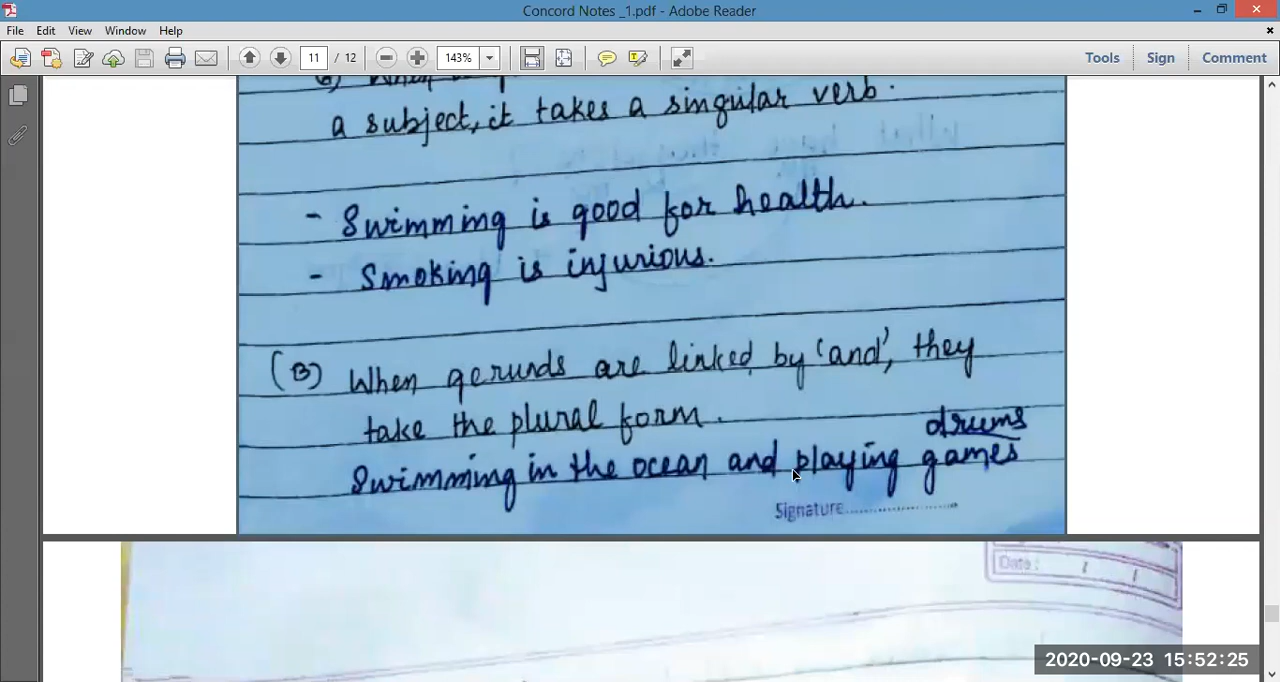 Concord Notes _1.pdf - Adobe Reader
File Edit View Window Help
11 / 12 143% Tools Sign Comment
a subject, it takes a singular verb.
- Swimming is good for health.
- Smoking is injurious.
(B) When gerunds are linked by 'and', they
take the plural form.
drums
Swimming in the ocean and playing games
Signature
Date: / /
2020-09-23 15:52:25